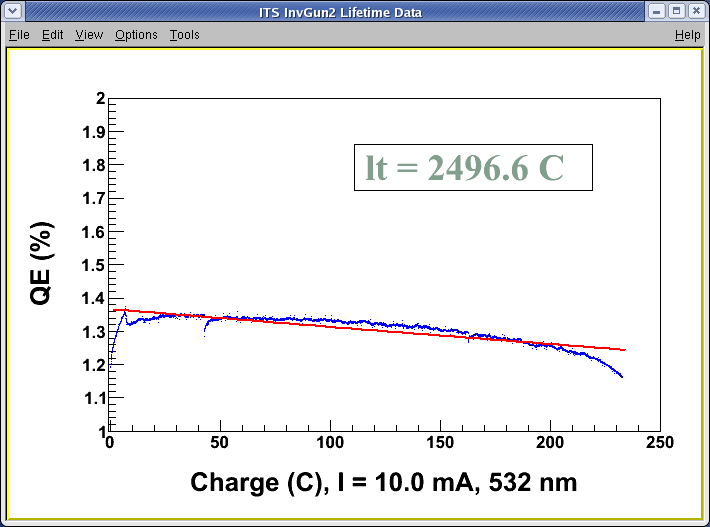 ITS InvGun2 Lifetime Data
File Edit View Options Tools Help
2
1.9
1.8
1.7
1.6
1.5
1.4
1.3
1.2
1.1
1
lt = 2496.6 C
QE (%)
0 50 100 150 200 250
Charge (C), I = 10.0 mA, 532 nm